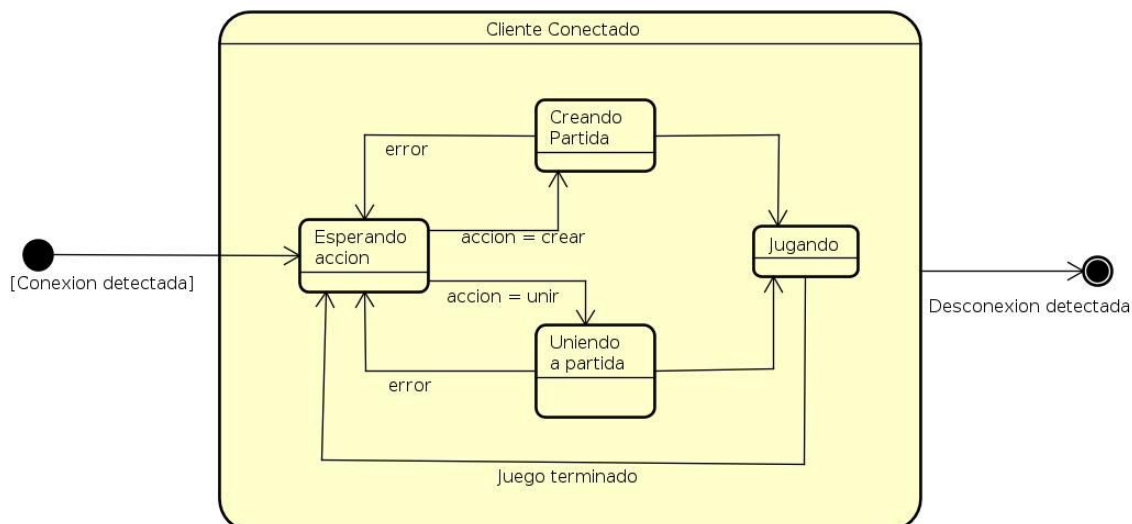 Cliente Conectado
Creando
Partida
error
Esperando
accion
accion = crear
Jugando
[Conexion detectada]
accion = unir
Desconexion detectada
Uniendo
a partida
error
Juego terminado